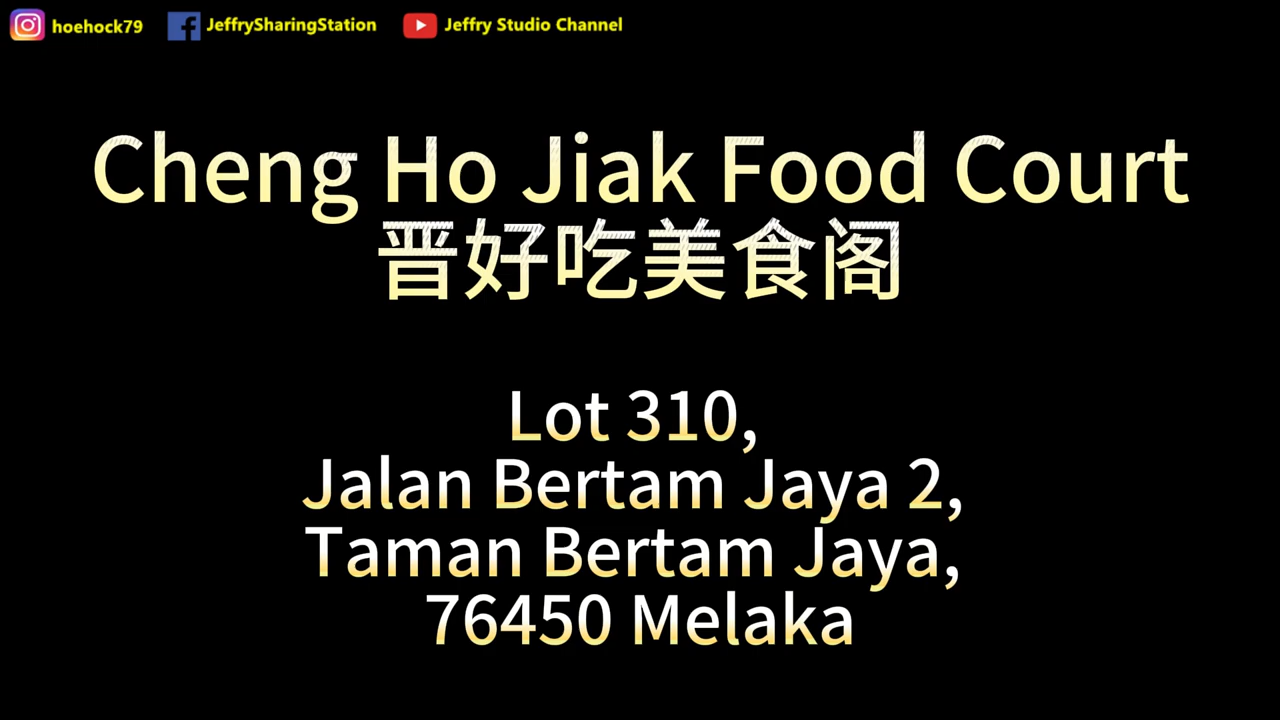 hoehock79 JeffrySharingStation Jeffry Studio Channel
Cheng Ho Jiak Food Court
晋好吃美食阁
Lot 310,
Jalan Bertam Jaya 2,
Taman Bertam Jaya,
76450 Melaka